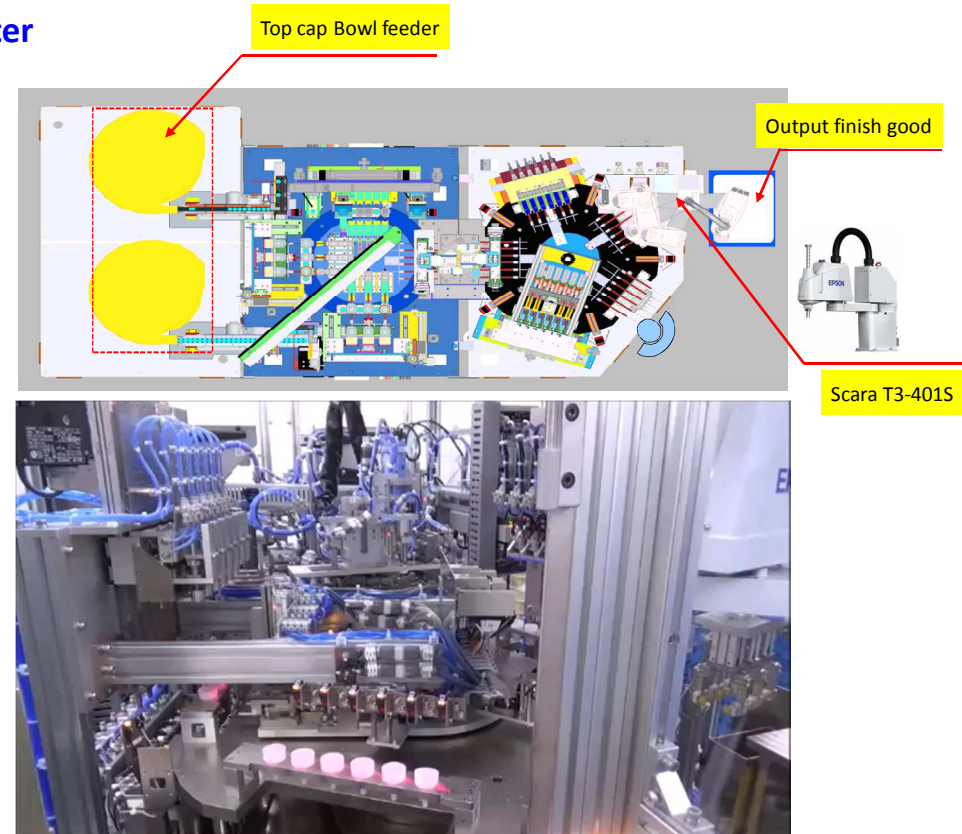 ter
Top cap Bowl feeder
Output finish good
EPSON
Scara T3-401S